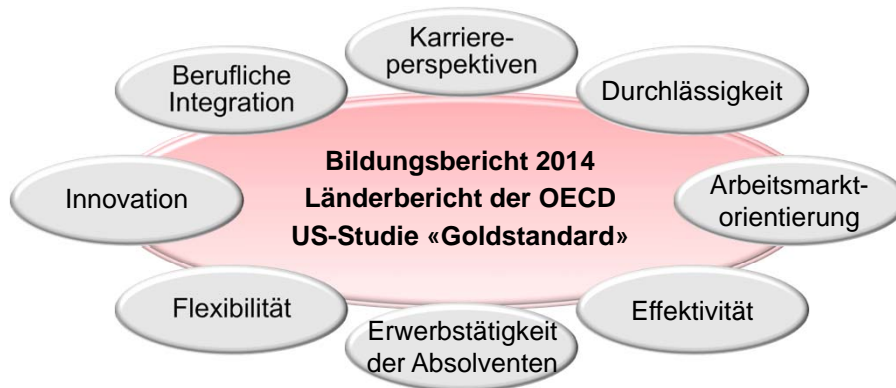 Karriere-
perspektiven
Berufliche
Integration
Durchlässigkeit
Bildungsbericht 2014
Länderbericht der OECD
US-Studie «Goldstandard»
Innovation
Arbeitsmarkt-
orientierung
Flexibilität
Effektivität
Erwerbstätigkeit
der Absolventen